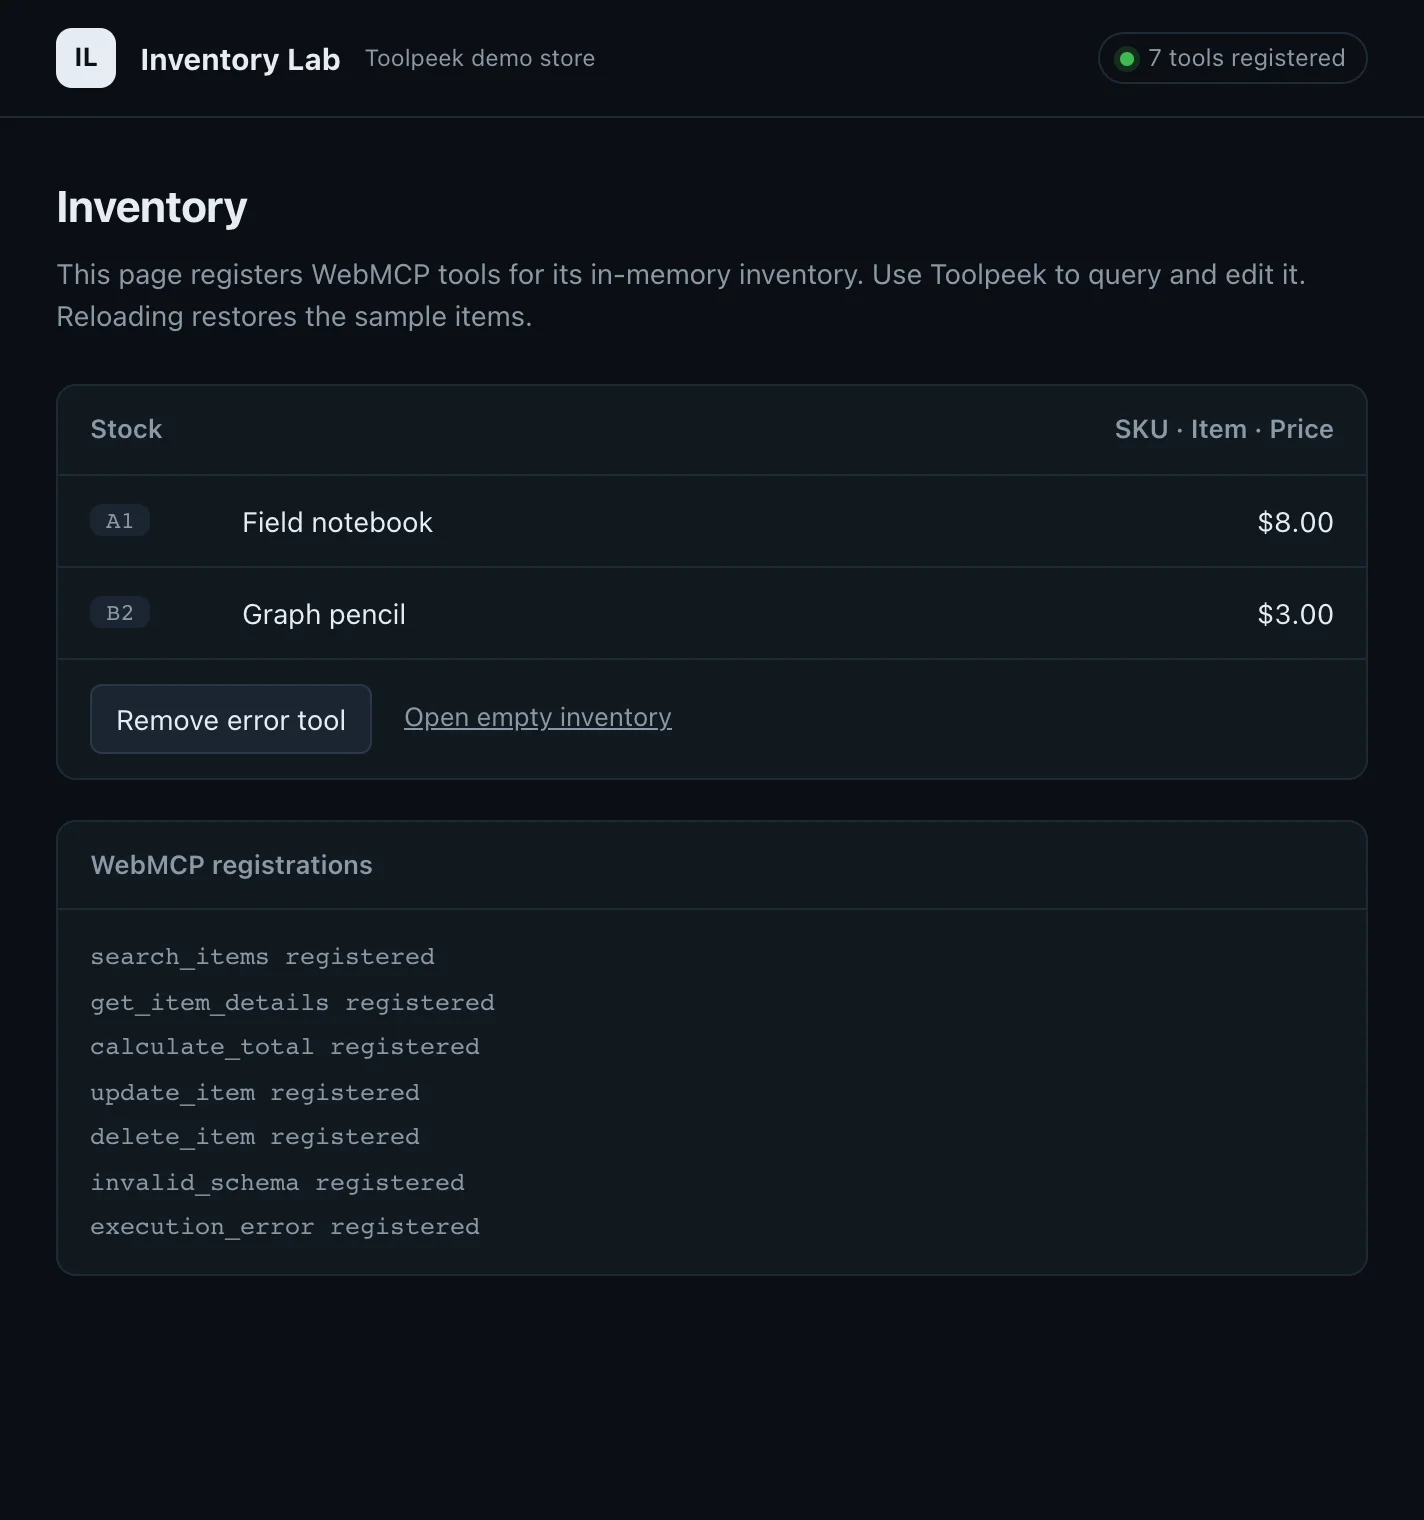 IL
Inventory Lab
Toolpeek demo store
7 tools registered
Inventory
This page registers WebMCP tools for its in-memory inventory. Use Toolpeek to query and edit it.
Reloading restores the sample items.
Stock
SKU · Item · Price
A1 Field notebook $8.00
B2 Graph pencil $3.00
Remove error tool
Open empty inventory
WebMCP registrations
search_items registered
get_item_details registered
calculate_total registered
update_item registered
delete_item registered
invalid_schema registered
execution_error registered